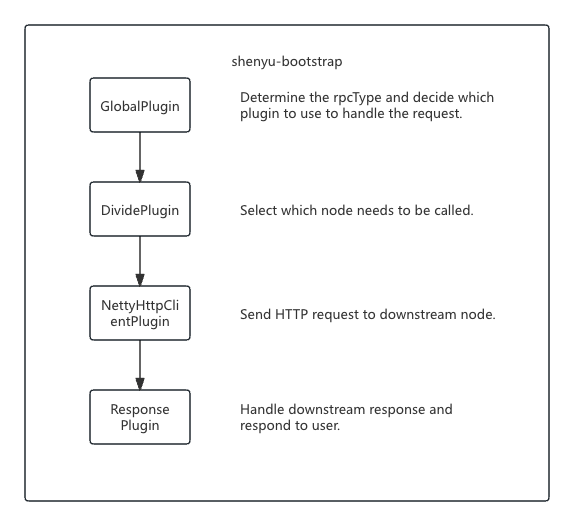 shenyu-bootstrap
GlobalPlugin
Determine the rpcType and decide which
plugin to use to handle the request.
DividePlugin
Select which node needs to be called.
NettyHttpCli
entPlugin
Send HTTP request to downstream node.
Response
Plugin
Handle downstream response and
respond to user.